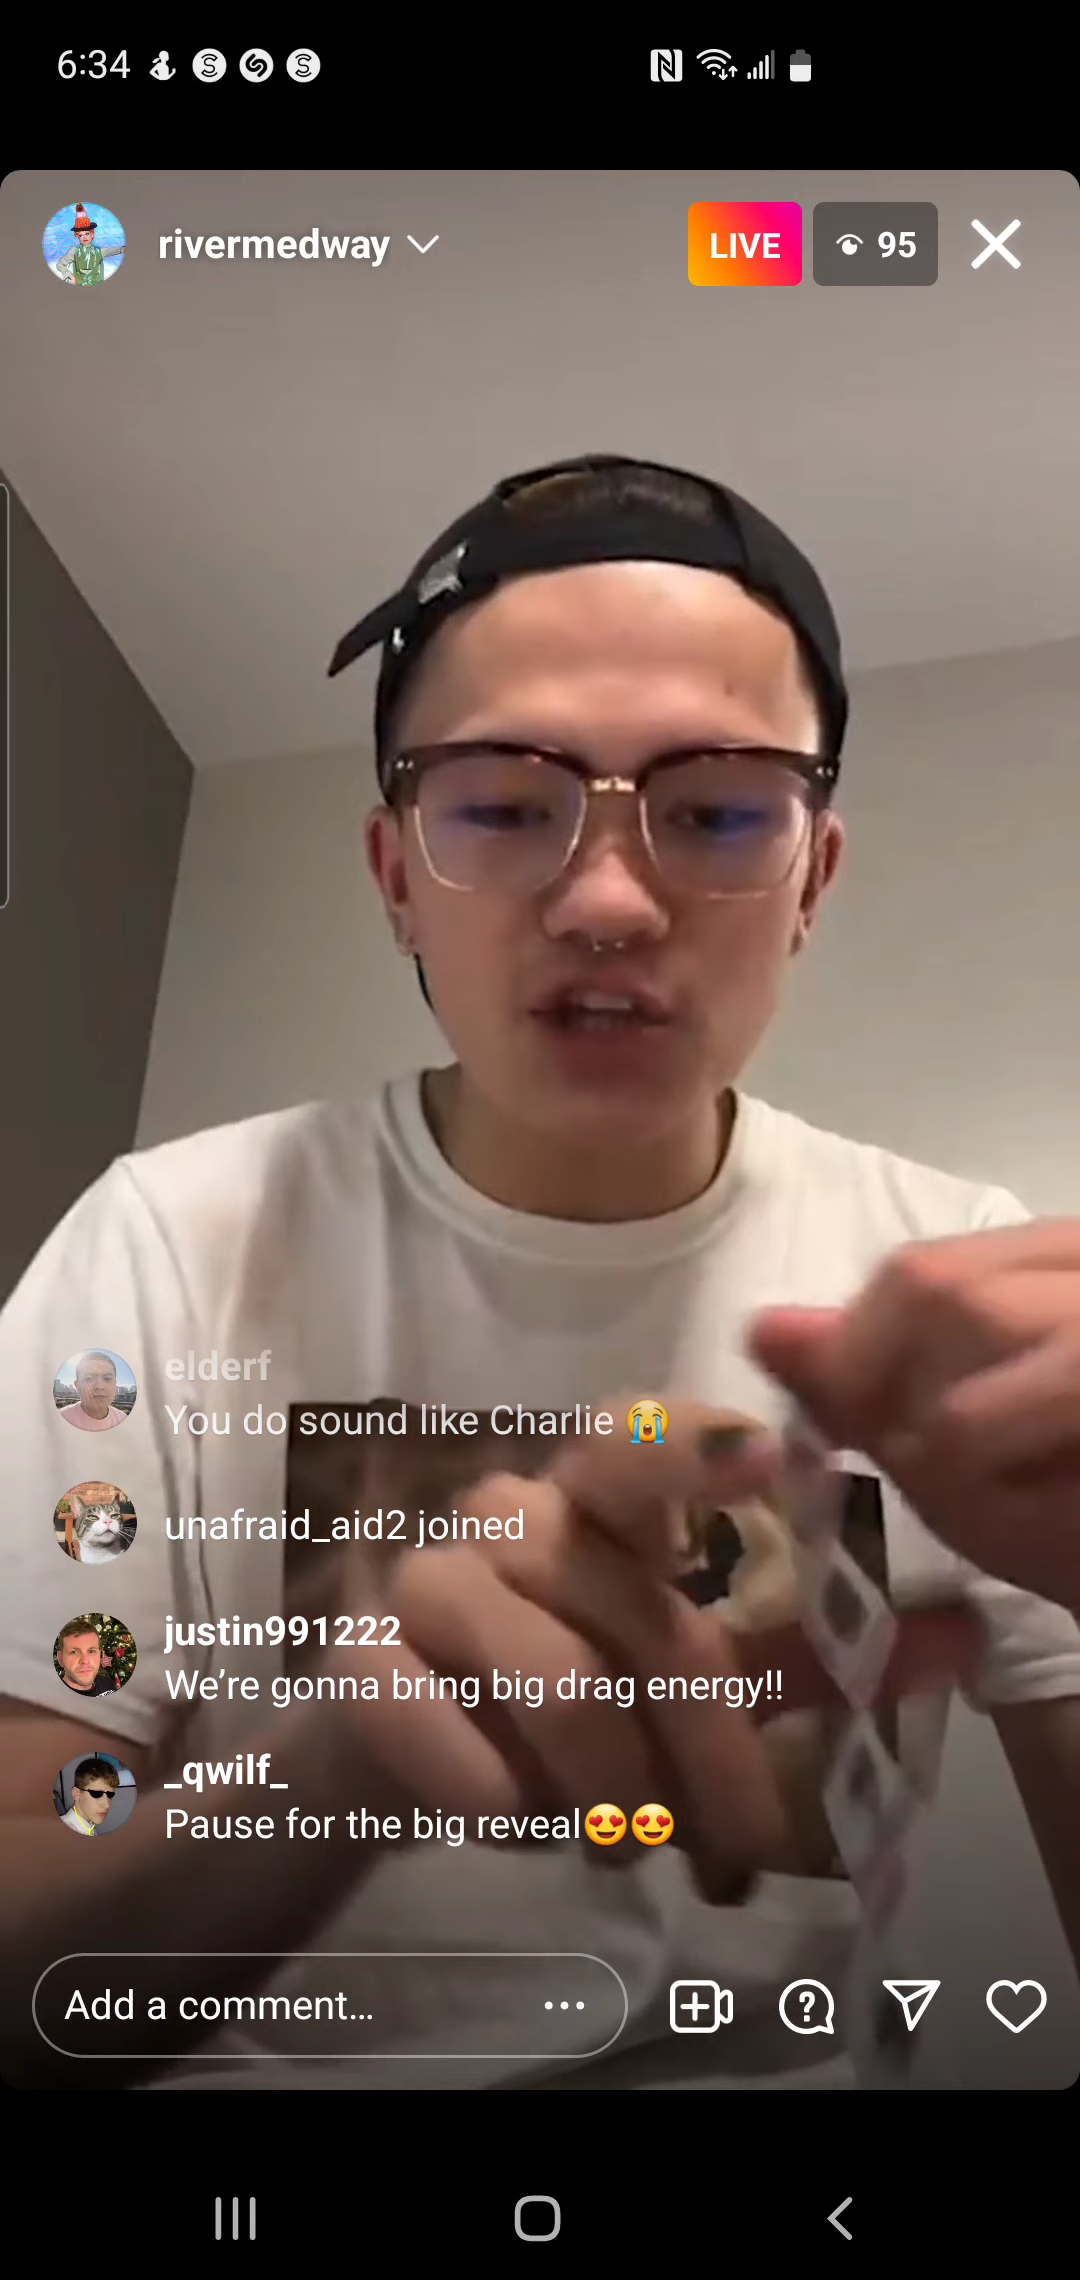 6:34
rivermedway
LIVE
95
elderf
You do sound like Charlie 😭
unafraid_aid2 joined
justin991222
We're gonna bring big drag energy!!
_qwilf_
Pause for the big reveal😍😍
Add a comment...